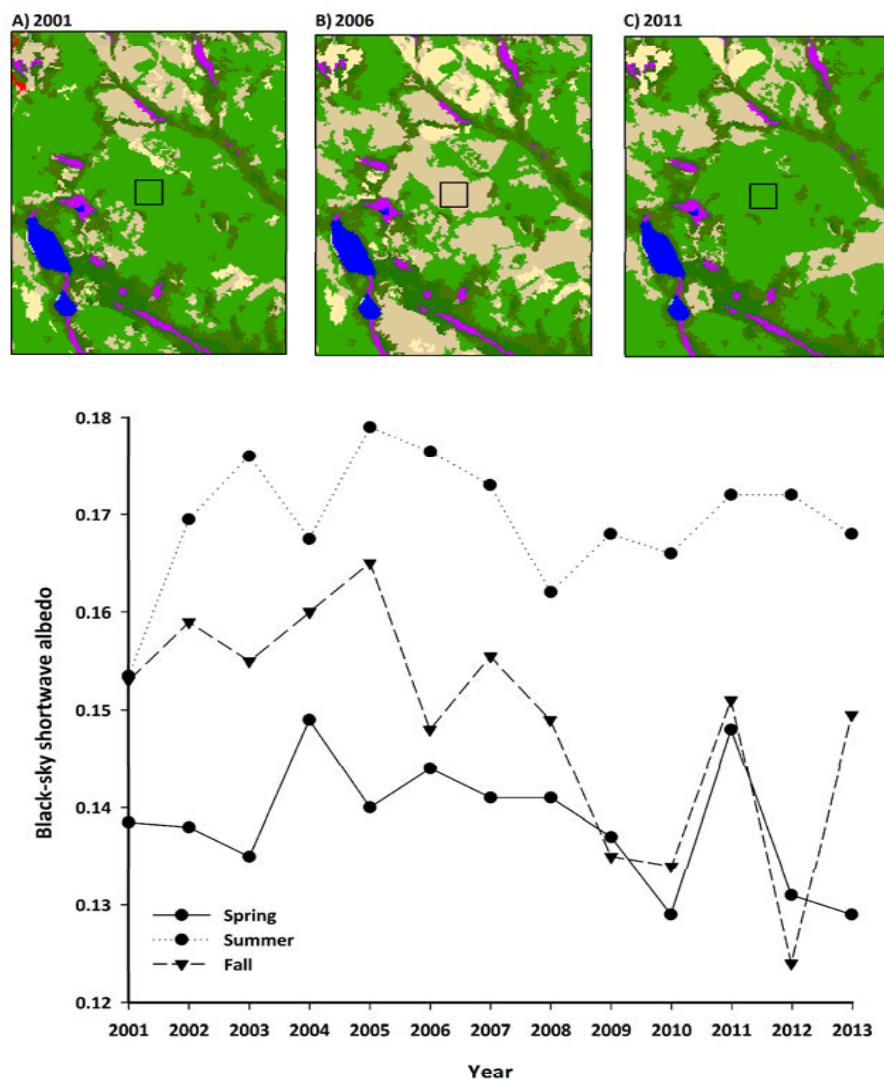 A) 2001
B) 2006
C) 2011
0.18
0.17
0.16
0.15
0.14
0.13
0.12
Black-sky shortwave albedo
Spring
Summer
Fall
2001 2002 2003 2004 2005 2006 2007 2008 2009 2010 2011 2012 2013
Year